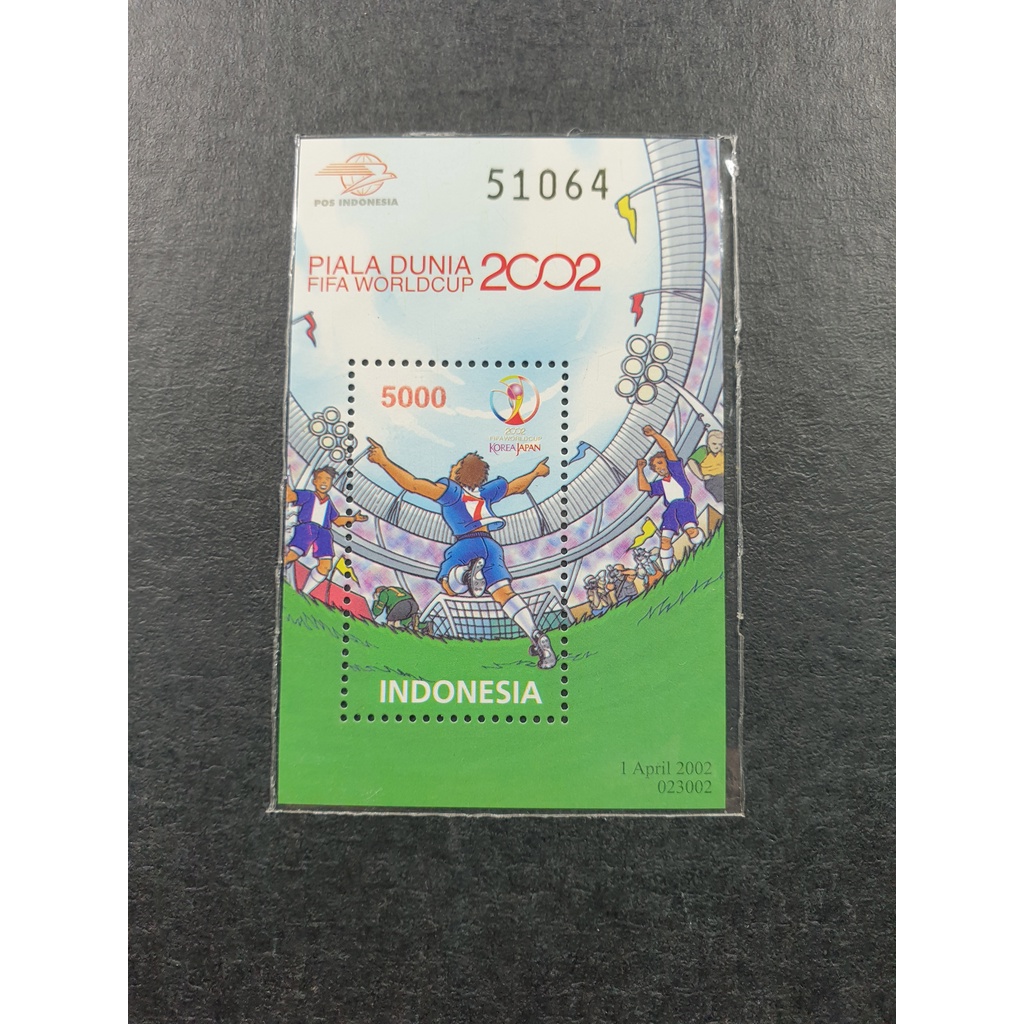 POS INDONESIA
51064
PIALA DUNIA
FIFA WORLDCUP 2002
5000
2002
FIFA WORLD CUP
KOREA JAPAN
7
INDONESIA
1 April 2002
023002